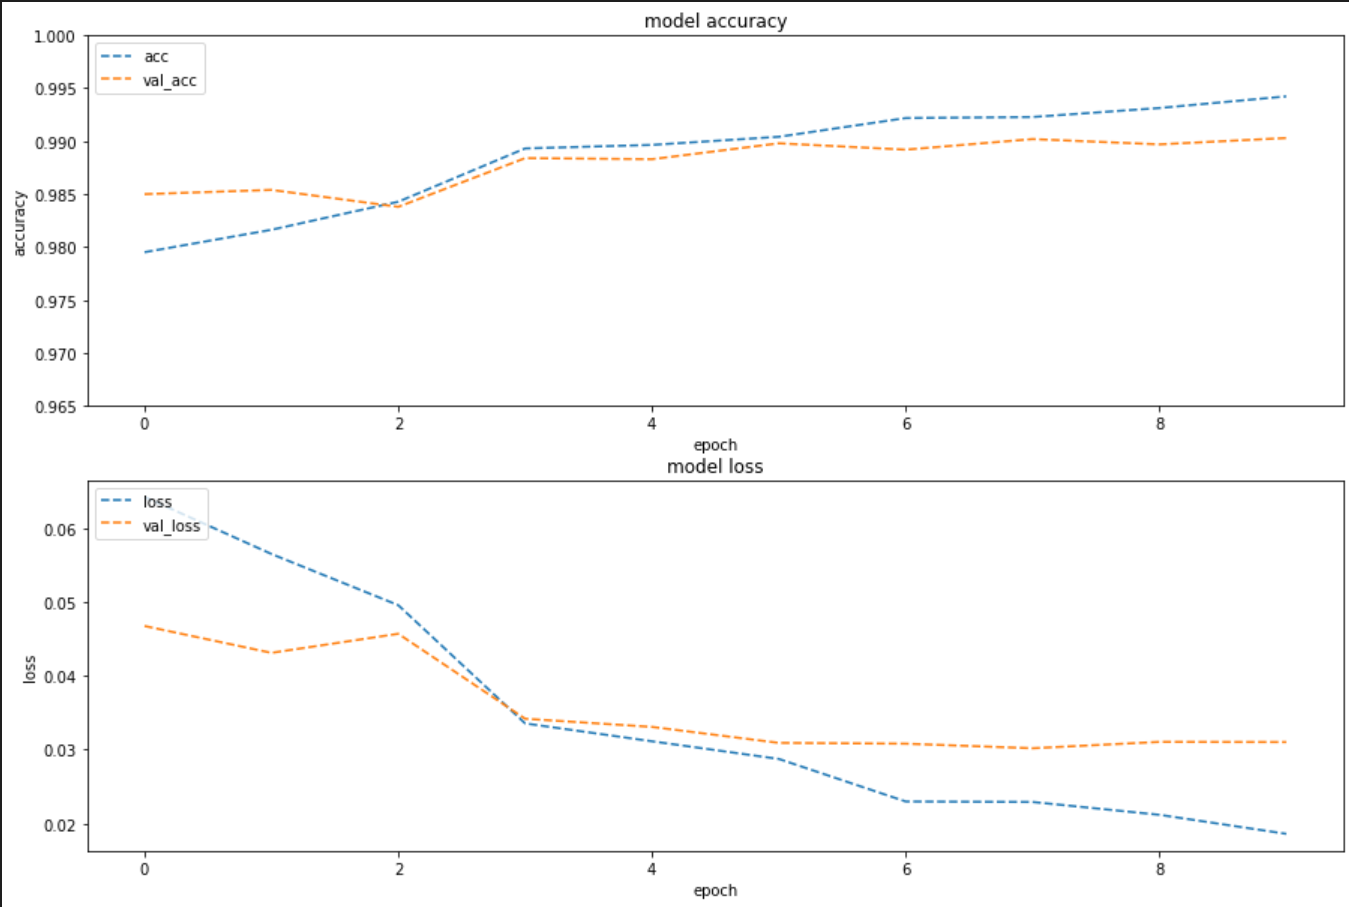 model accuracy
1.000
0.995
0.990
0.985
0.980
0.975
0.970
0.965
accuracy
acc
val_acc
0 2 4 6 8
epoch
model loss
0.06
0.05
0.04
0.03
0.02
loss
loss
val_loss
0 2 4 6 8
epoch